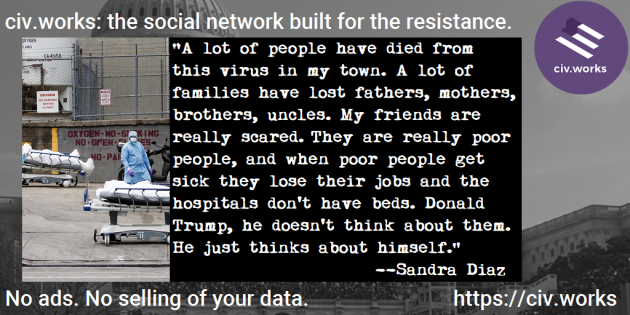 civ.works: the social network built for the resistance.
civ.works
"A lot of people have died from
this virus in my town. A lot of
families have lost fathers, mothers,
brothers, uncles. My friends are
really scared. They are really poor
people, and when poor people get
sick they lose their jobs and the
hospitals don't have beds. Donald
Trump, he doesn't think about them.
He just thinks about himself."
--Sandra Diaz
OXYGEN-NO-SMOKING
No ads. No selling of your data.
https://civ.works